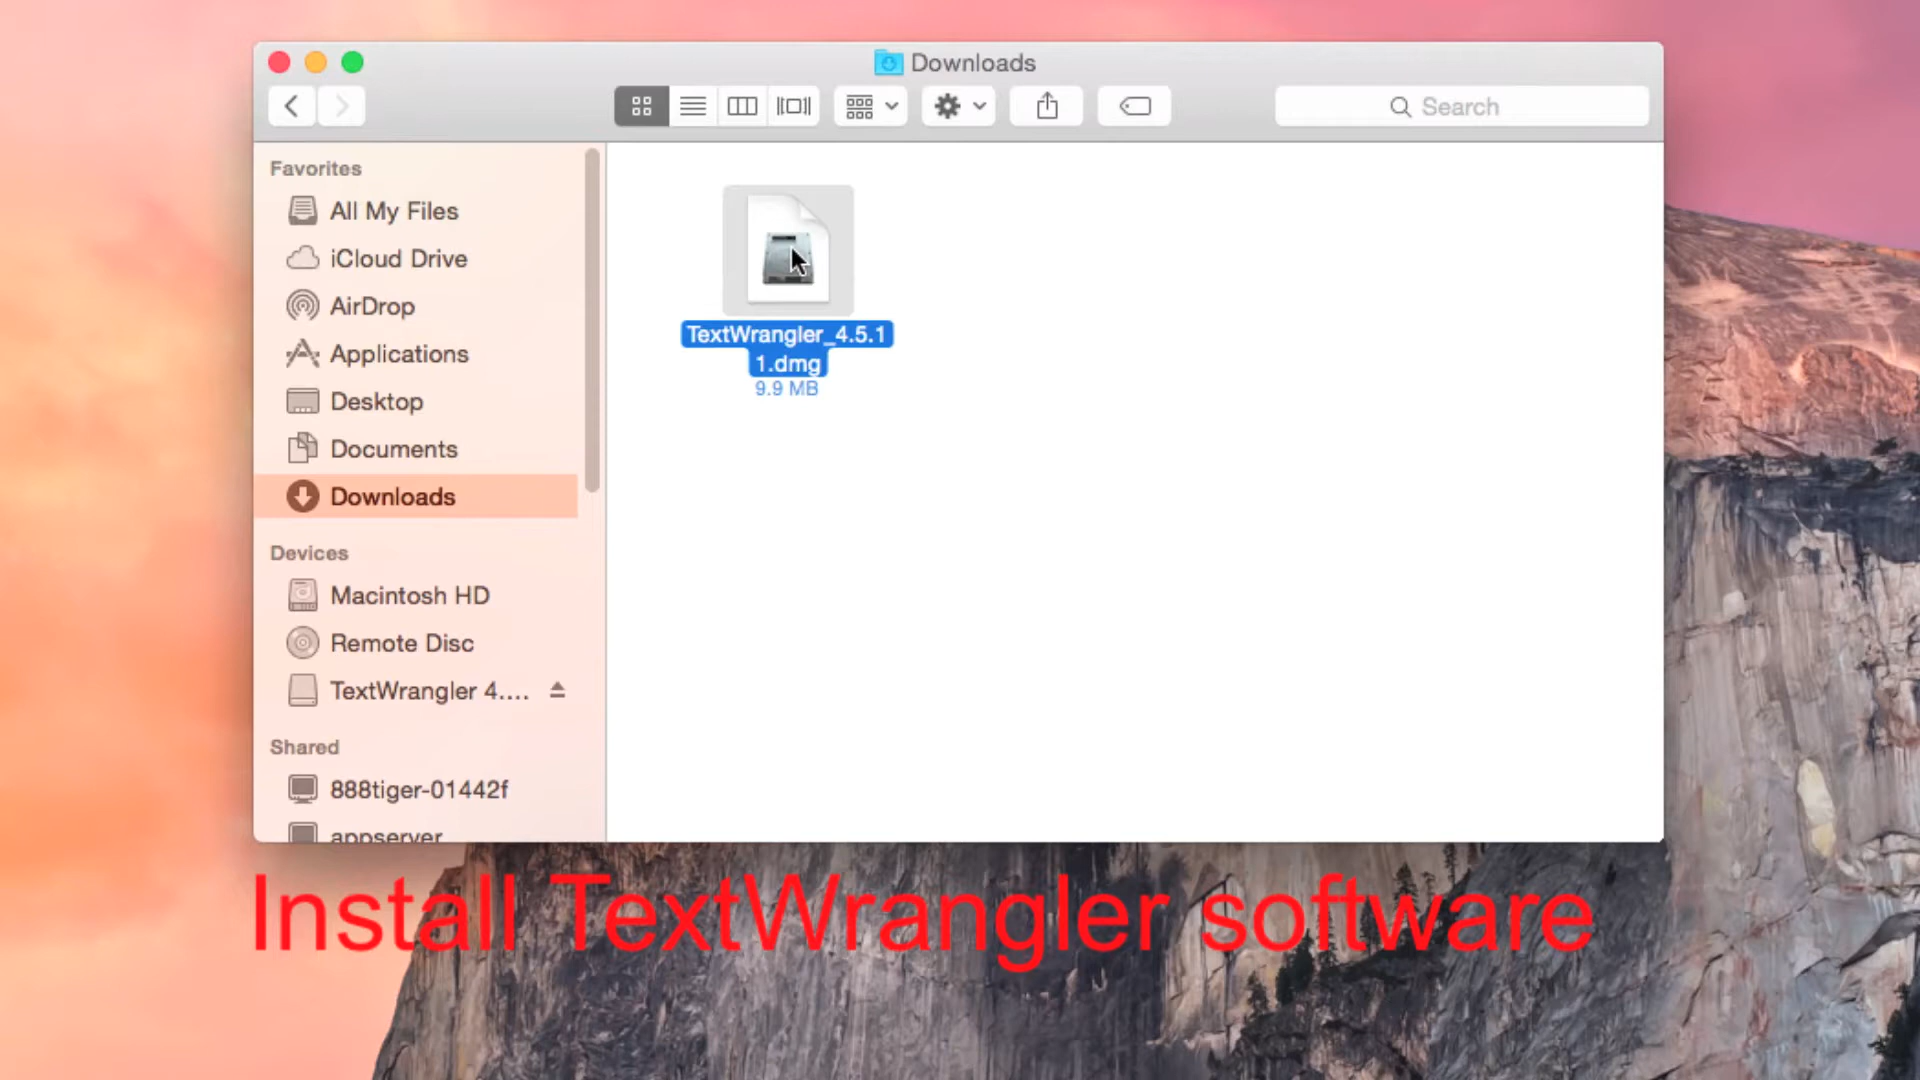 Downloads
Search
Favorites
All My Files
iCloud Drive
AirDrop
Applications
Desktop
Documents
Downloads
Devices
Macintosh HD
Remote Disc
TextWrangler 4....
Shared
888tiger-01442f
appserver
TextWrangler_4.5.1
1.dmg
9.9 MB
Install TextWrangler software